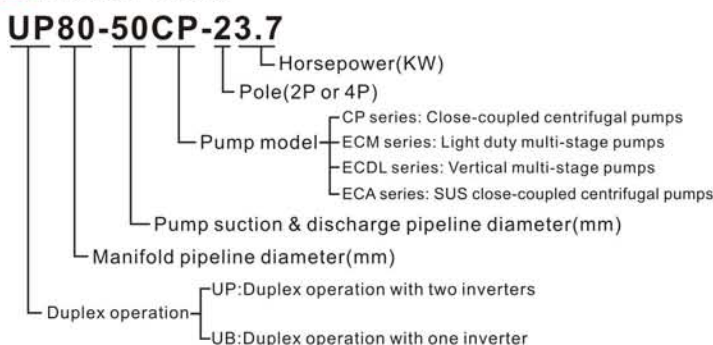 UP80-50CP-23.7
Horsepower(KW)
Pole(2P or 4P)
CP series: Close-coupled centrifugal pumps
Pump model
ECM series: Light duty multi-stage pumps
ECDL series: Vertical multi-stage pumps
ECA series: SUS close-coupled centrifugal pumps
Pump suction & discharge pipeline diameter(mm)
Manifold pipeline diameter(mm)
UP:Duplex operation with two inverters
Duplex operation
UB:Duplex operation with one inverter